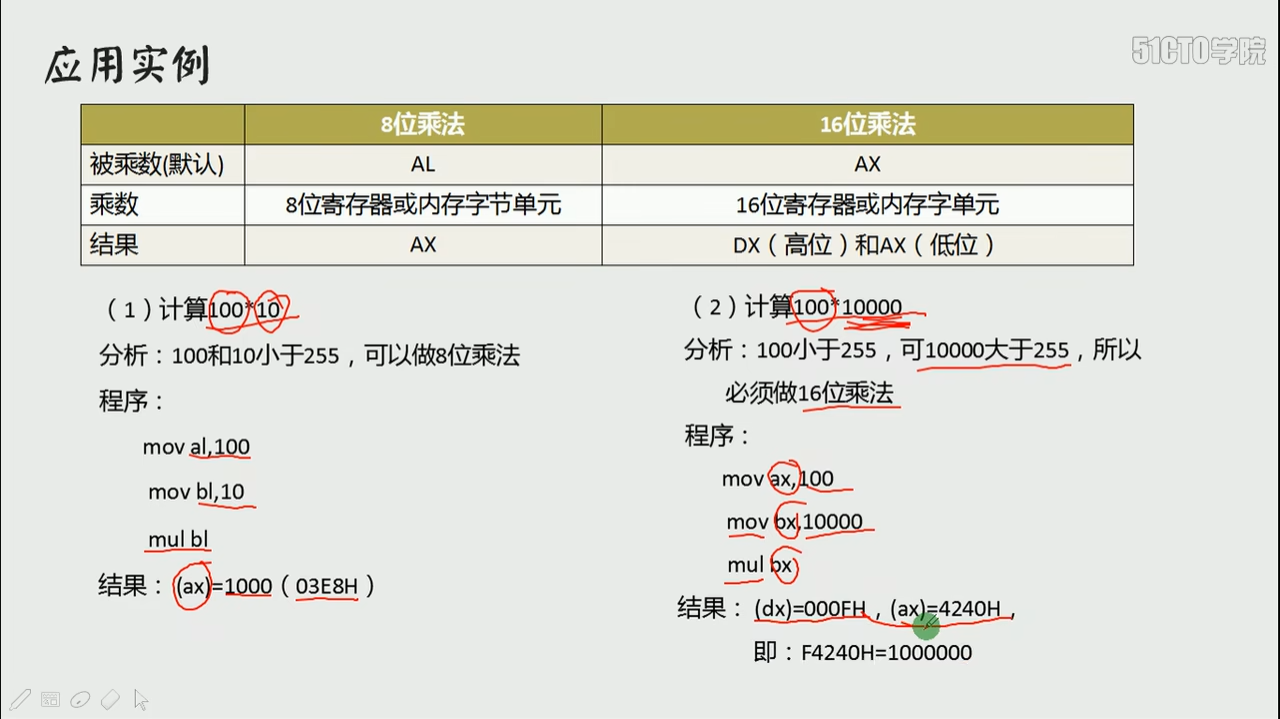 应用实例
51CTO学院
8位乘法 16位乘法
被乘数(默认) AL AX
乘数 8位寄存器或内存字节单元 16位寄存器或内存字单元
结果 AX DX（高位）和AX（低位）
（1）计算100*10
分析：100和10小于255，可以做8位乘法
程序：
mov al,100
mov bl,10
mul bl
结果：(ax)=1000（03E8H）
（2）计算100*10000
分析：100小于255，可10000大于255，所以
必须做16位乘法
程序：
mov ax,100
mov bx,10000
mul bx
结果：(dx)=000FH，(ax)=4240H，
即：F4240H=1000000